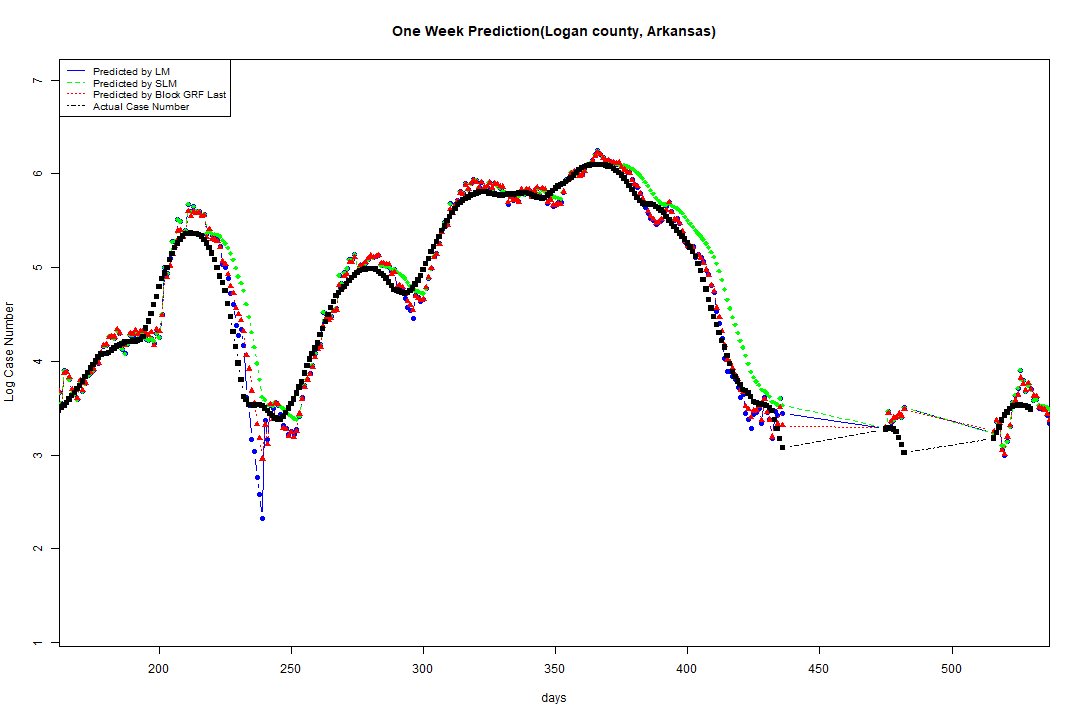 One Week Prediction(Logan county, Arkansas)
Predicted by LM
Predicted by SLM
Predicted by Block GRF Last
Actual Case Number
7
6
5
4
3
2
1
Log Case Number
200 250 300 350 400 450 500
days